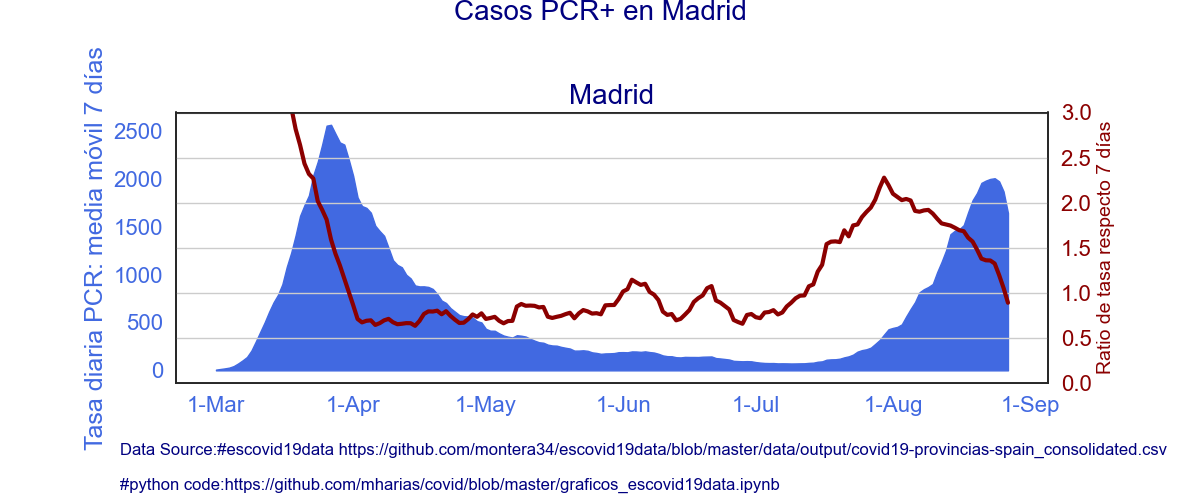 Casos PCR+ en Madrid
Madrid
Tasa diaria PCR: media móvil 7 días
2500
2000
1500
1000
500
0
3.0
2.5
2.0
1.5
1.0
0.5
0.0
Ratio de tasa respecto 7 días
1-Mar 1-Apr 1-May 1-Jun 1-Jul 1-Aug 1-Sep
Data Source:#escovid19data https://github.com/montera34/escovid19data/blob/master/data/output/covid19-provincias-spain_consolidated.csv
#python code:https://github.com/mharias/covid/blob/master/graficos_escovid19data.ipynb